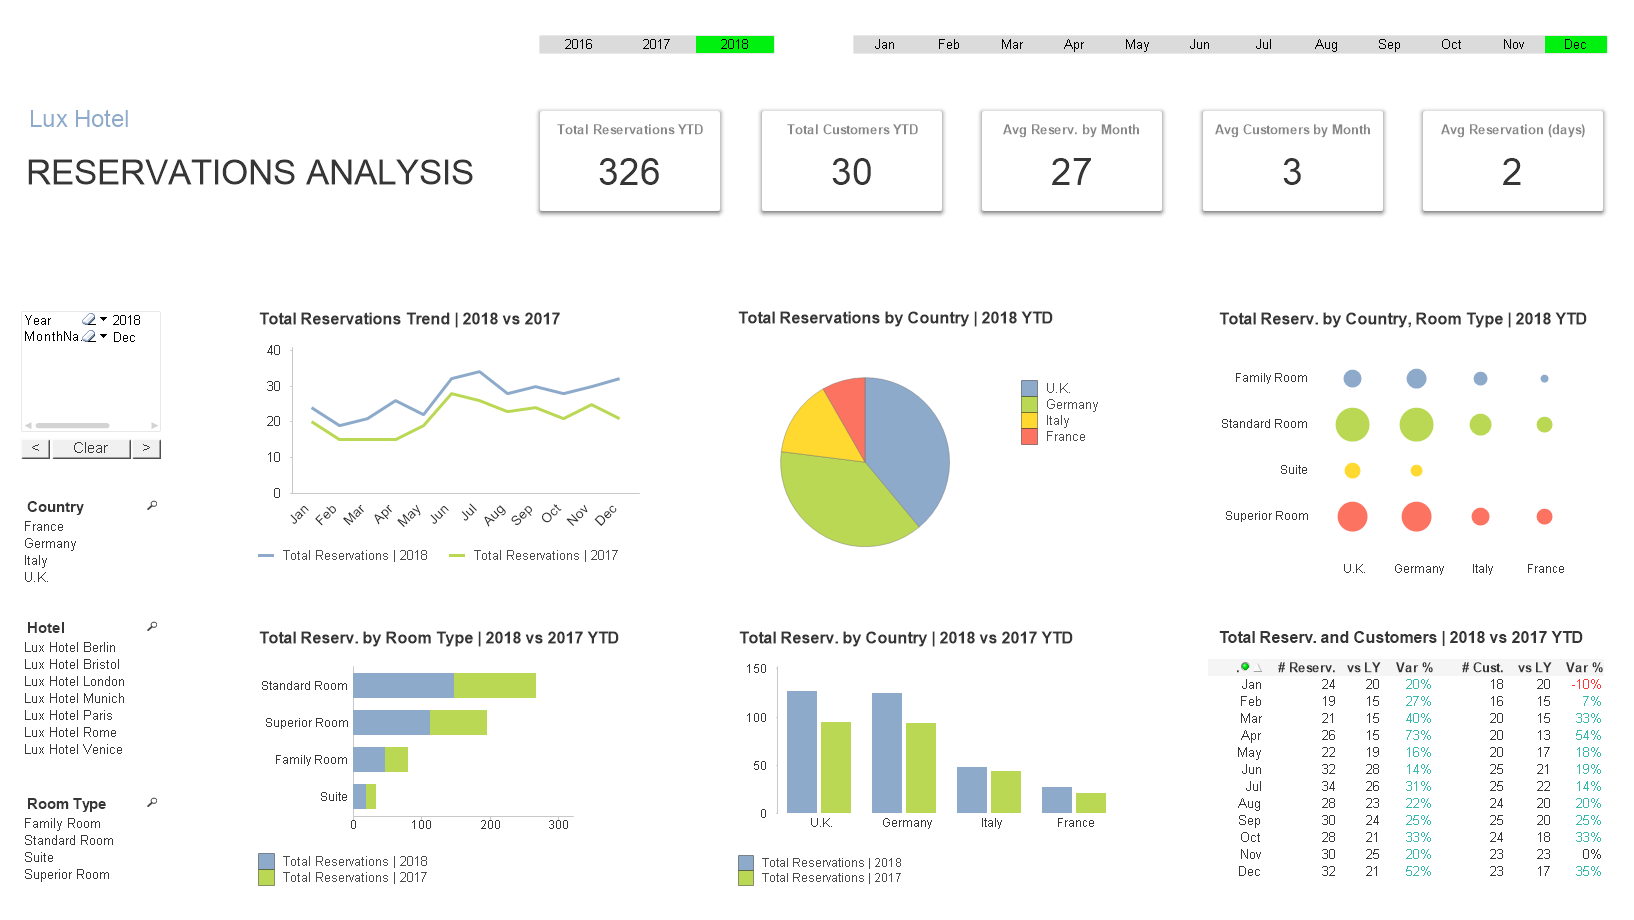 2016 2017 2018 Jan Feb Mar Apr May Jun Jul Aug Sep Oct Nov Dec
Lux Hotel
RESERVATIONS ANALYSIS
Total Reservations YTD
326
Total Customers YTD
30
Avg Reserv. by Month
27
Avg Customers by Month
3
Avg Reservation (days)
2
Year 2018
MonthNa... Dec
< Clear >
Country
France
Germany
Italy
U.K.
Hotel
Lux Hotel Berlin
Lux Hotel Bristol
Lux Hotel London
Lux Hotel Munich
Lux Hotel Paris
Lux Hotel Rome
Lux Hotel Venice
Room Type
Family Room
Standard Room
Suite
Superior Room
Total Reservations Trend | 2018 vs 2017
40
30
20
10
0
Jan Feb Mar Apr May Jun Jul Aug Sep Oct Nov Dec
Total Reservations | 2018 Total Reservations | 2017
Total Reservations by Country | 2018 YTD
U.K.
Germany
Italy
France
Total Reserv. by Country, Room Type | 2018 YTD
Family Room
Standard Room
Suite
Superior Room
U.K. Germany Italy France
Total Reserv. by Room Type | 2018 vs 2017 YTD
Standard Room
Superior Room
Family Room
Suite
0 100 200 300
Total Reservations | 2018
Total Reservations | 2017
Total Reserv. by Country | 2018 vs 2017 YTD
150
100
50
0
U.K. Germany Italy France
Total Reservations | 2018
Total Reservations | 2017
Total Reserv. and Customers | 2018 vs 2017 YTD
# Reserv. vs LY Var % # Cust. vs LY Var %
Jan 24 20 20% 18 20 -10%
Feb 19 15 27% 16 15 7%
Mar 21 15 40% 20 15 33%
Apr 26 15 73% 20 13 54%
May 22 19 16% 20 17 18%
Jun 32 28 14% 25 21 19%
Jul 34 26 31% 25 22 14%
Aug 28 23 22% 24 20 20%
Sep 30 24 25% 25 20 25%
Oct 28 21 33% 24 18 33%
Nov 30 25 20% 23 23 0%
Dec 32 21 52% 23 17 35%